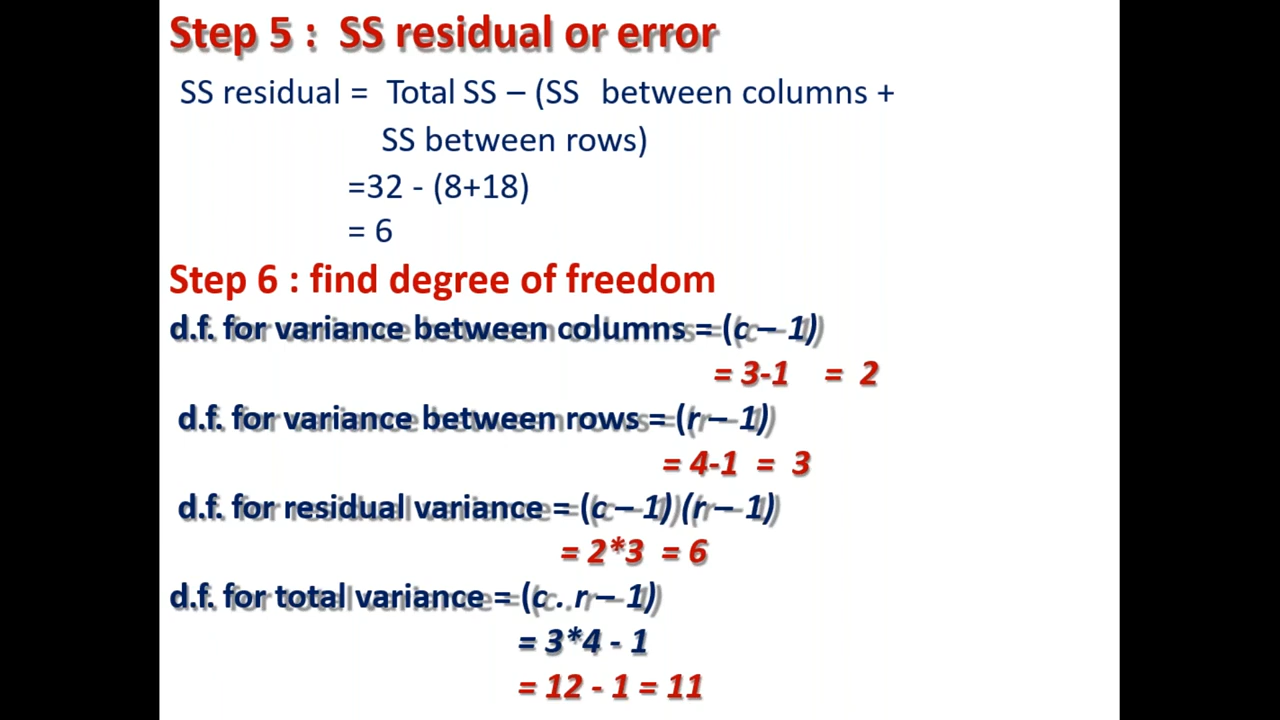 Step 5 : SS residual or error
SS residual = Total SS – (SS between columns +
SS between rows)
=32 - (8+18)
= 6
Step 6 : find degree of freedom
d.f. for variance between columns = (c – 1)
= 3-1 = 2
d.f. for variance between rows = (r – 1)
= 4-1 = 3
d.f. for residual variance = (c – 1) (r – 1)
= 2*3 = 6
d.f. for total variance = (c . r – 1)
= 3*4 - 1
= 12 - 1 = 11